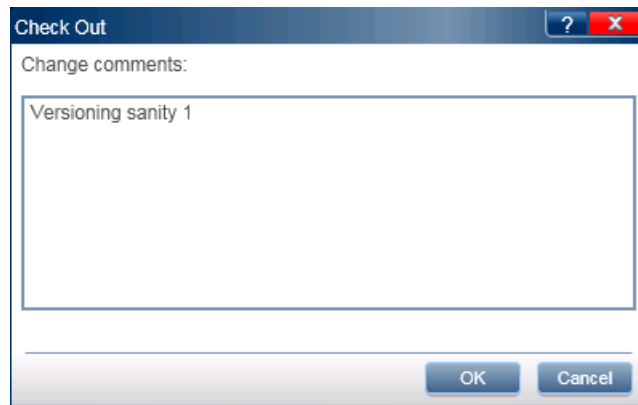 Check Out
? X
Change comments:
Versioning sanity 1
OK Cancel